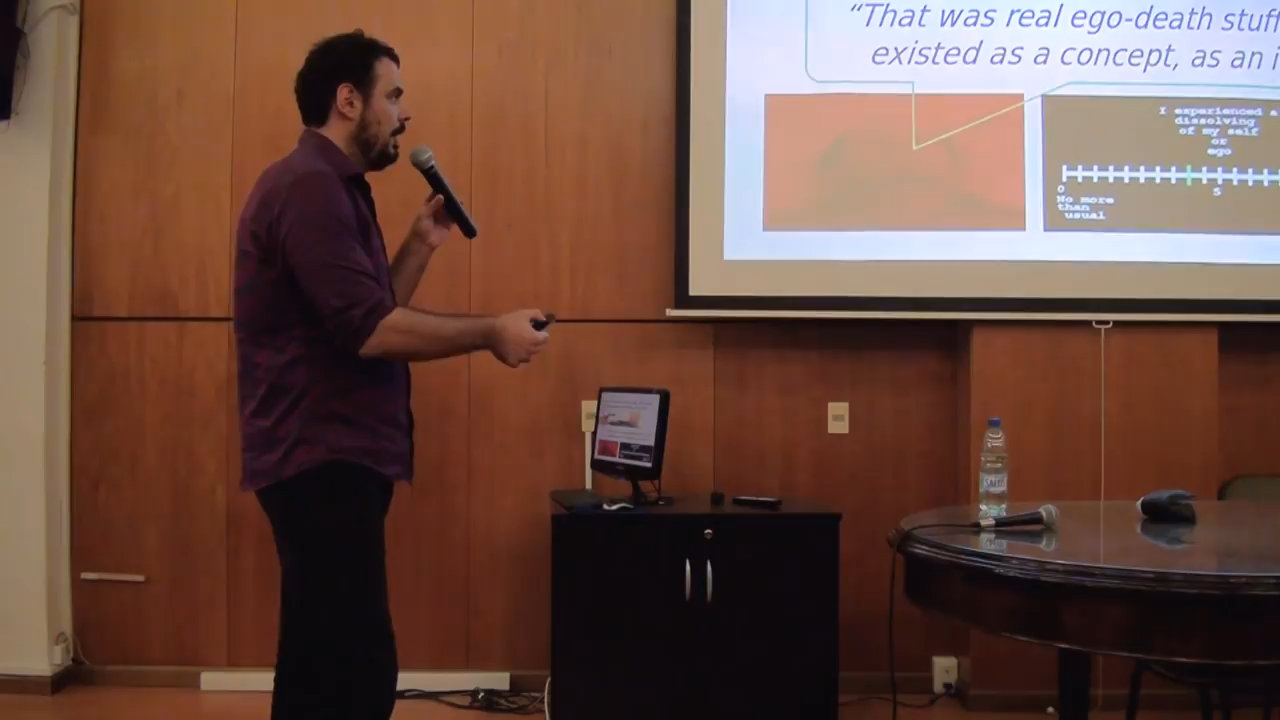 “That was real ego-death stuff
existed as a concept, as an i
I experienced a
dissolving
of my self
or
ego
0
5
No more
than
usual
SALUS